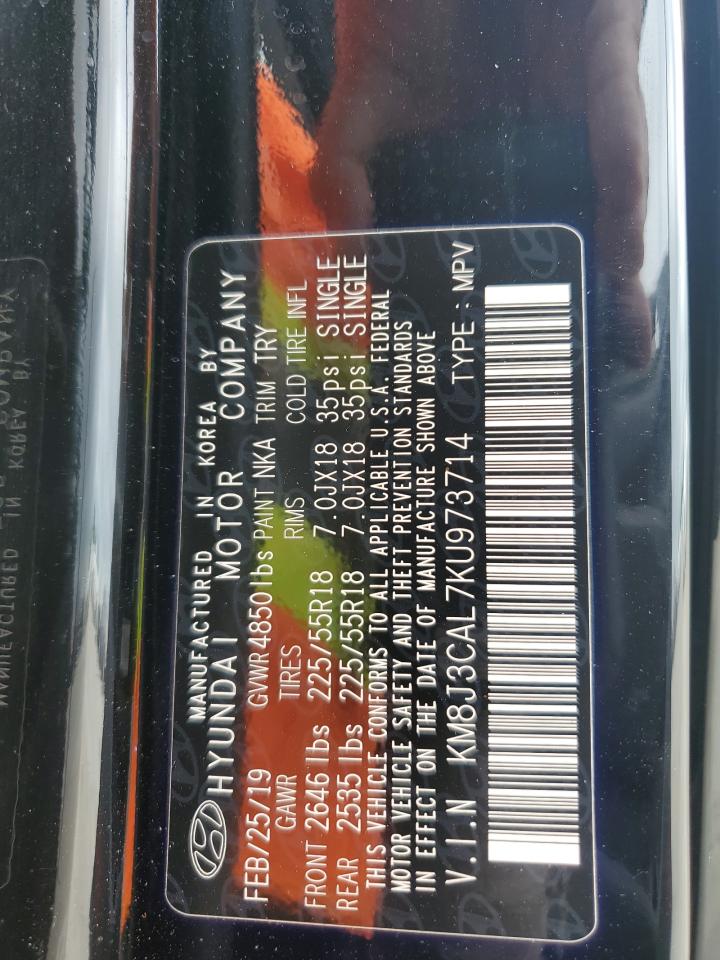 MANUFACTURED IN KOREA BY
HYUNDAI MOTOR COMPANY
FEB/25/19 GVWR 4850 lbs PAINT NKA TRIM TRY
GAWR TIRES RIMS COLD TIRE INFL
FRONT 2646 lbs 225/55R18 7.0JX18 35psi SINGLE
REAR 2535 lbs 225/55R18 7.0JX18 35psi SINGLE
THIS VEHICLE CONFORMS TO ALL APPLICABLE U.S.A. FEDERAL
MOTOR VEHICLE SAFETY AND THEFT PREVENTION STANDARDS
IN EFFECT ON THE DATE OF MANUFACTURE SHOWN ABOVE
V.I.N KM8J3CAL7KU973714 TYPE : MPV